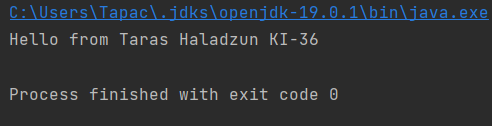 C:\Users\Tapac\.jdks\openjdk-19.0.1\bin\java.exe
Hello from Taras Haladzun KI-36
Process finished with exit code 0